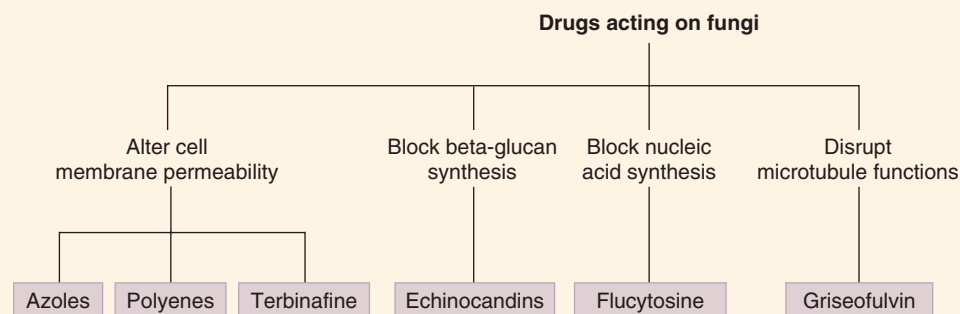 Drugs acting on fungi
Alter cell
membrane permeability
Block beta-glucan
synthesis
Block nucleic
acid synthesis
Disrupt
microtubule functions
Azoles
Polyenes
Terbinafine
Echinocandins
Flucytosine
Griseofulvin